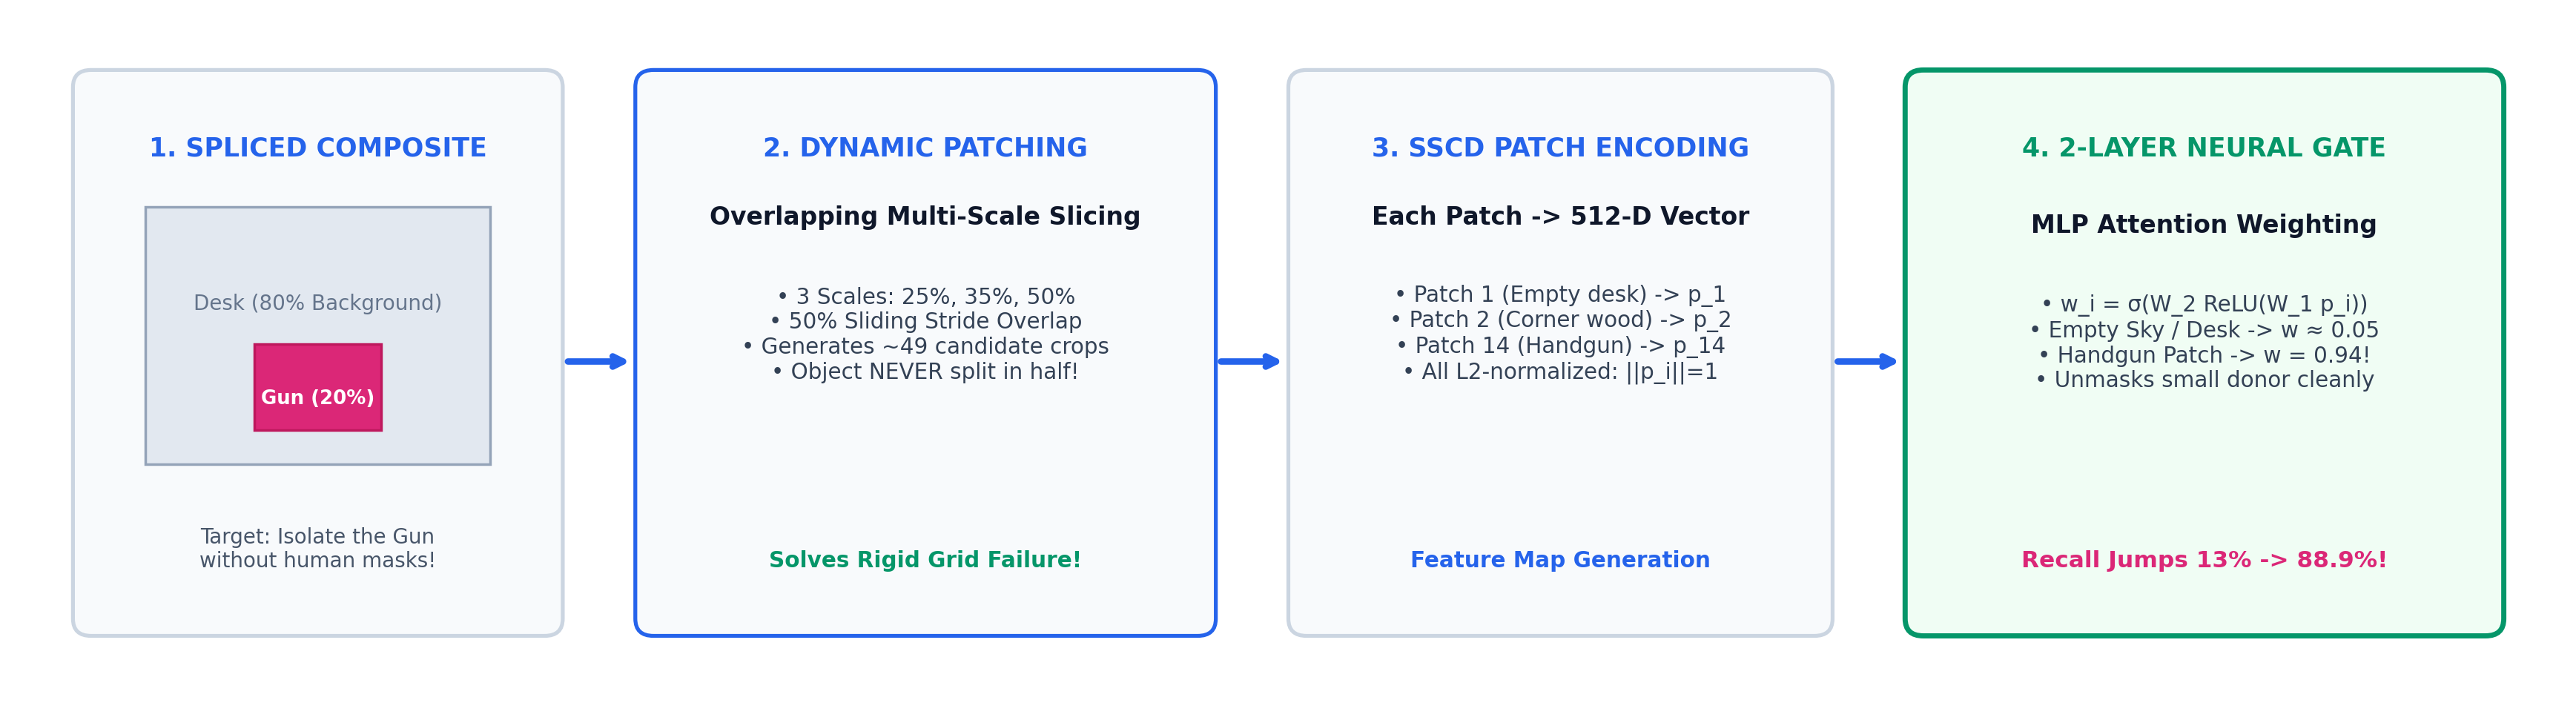 1. SPLICED COMPOSITE
Desk (80% Background)
Gun (20%)
Target: Isolate the Gun
without human masks!
2. DYNAMIC PATCHING
Overlapping Multi-Scale Slicing
• 3 Scales: 25%, 35%, 50%
• 50% Sliding Stride Overlap
• Generates ~49 candidate crops
• Object NEVER split in half!
Solves Rigid Grid Failure!
3. SSCD PATCH ENCODING
Each Patch -> 512-D Vector
• Patch 1 (Empty desk) -> p_1
• Patch 2 (Corner wood) -> p_2
• Patch 14 (Handgun) -> p_14
• All L2-normalized: ||p_i||=1
Feature Map Generation
4. 2-LAYER NEURAL GATE
MLP Attention Weighting
• w_i = σ(W_2 ReLU(W_1 p_i))
• Empty Sky / Desk -> w ≈ 0.05
• Handgun Patch -> w = 0.94!
• Unmasks small donor cleanly
Recall Jumps 13% -> 88.9%!